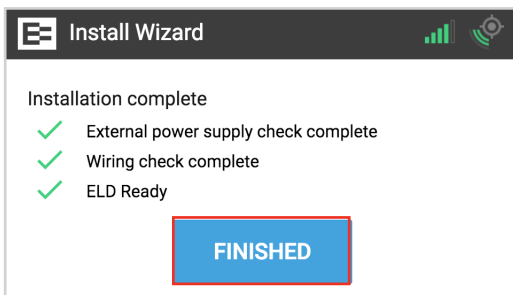 Install Wizard
Installation complete
External power supply check complete
Wiring check complete
ELD Ready
FINISHED